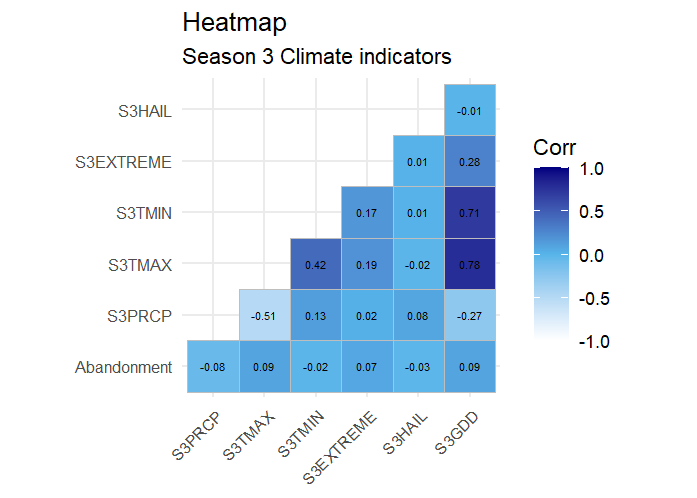 Heatmap
Season 3 Climate indicators
S3HAIL
-0.01
S3EXTREME
0.01 0.28
S3TMIN
0.17 0.01 0.71
S3TMAX
0.42 0.19 -0.02 0.78
S3PRCP
-0.51 0.13 0.02 0.08 -0.27
Abandonment
-0.08 0.09 -0.02 0.07 -0.03 0.09
S3PRCP
S3TMAX
S3TMIN
S3EXTREME
S3HAIL
S3GDD
Corr
1.0
0.5
0.0
-0.5
-1.0